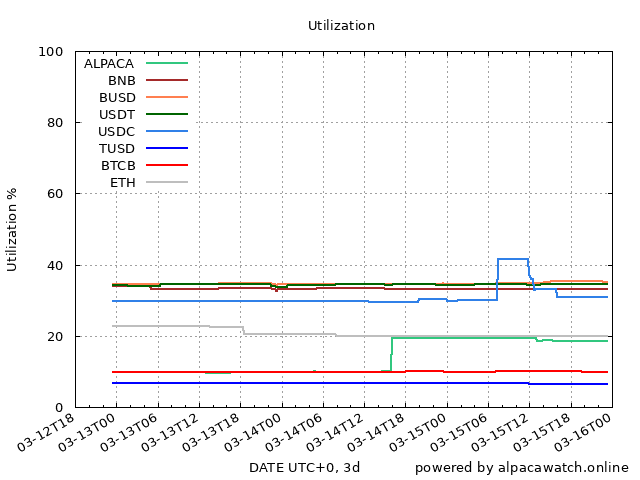 Utilization
100
80
60
40
20
0
Utilization %
ALPACA
BNB
BUSD
USDT
USDC
TUSD
BTCB
ETH
03-12T18
03-13T00
03-13T06
03-13T12
03-13T18
03-14T00
03-14T06
03-14T12
03-14T18
03-15T00
03-15T06
03-15T12
03-15T18
03-16T00
DATE UTC+0, 3d
powered by alpacawatch.online